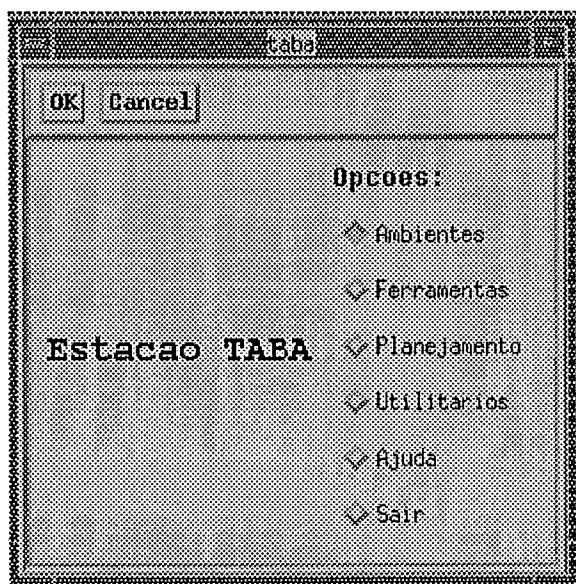 taba
OK Cancel
Opcoes:
Ambientes
Ferramentas
Estacao TABA
Planejamento
Utilitarios
Ajuda
Sair